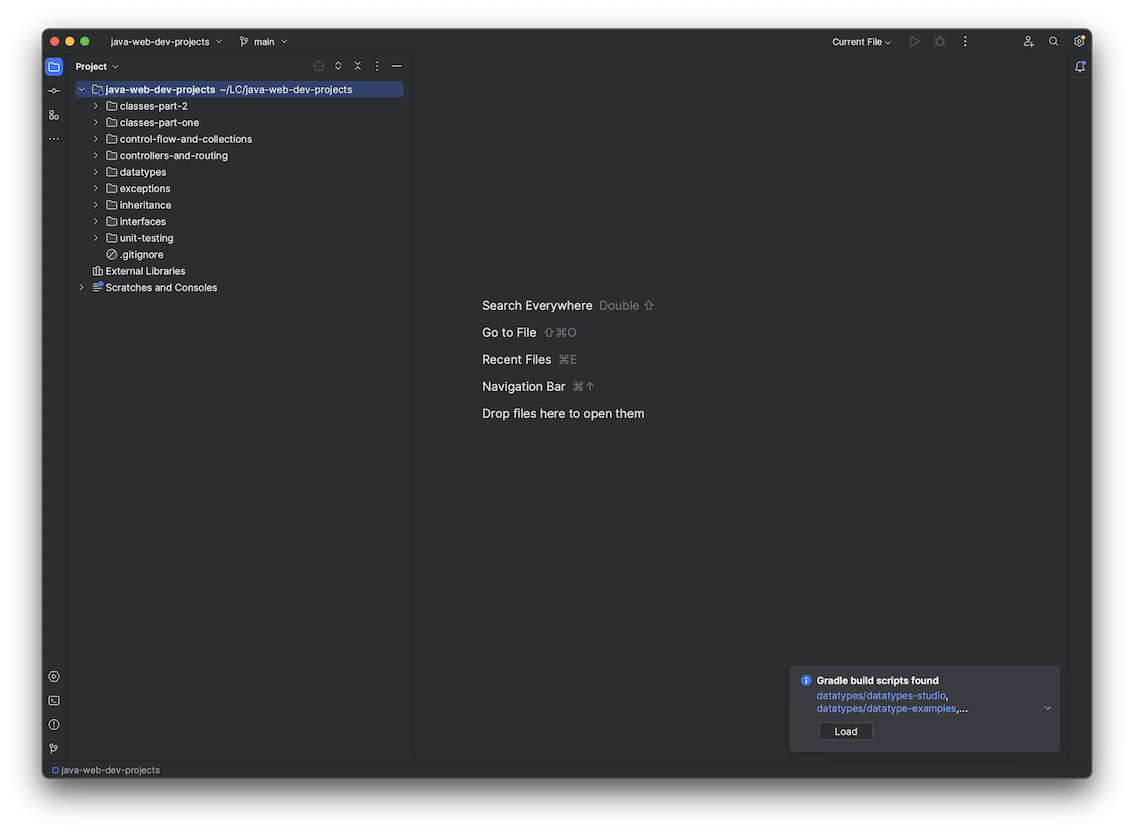 java-web-dev-projects main Current File
Project
java-web-dev-projects ~/LC/java-web-dev-projects
classes-part-2
classes-part-one
control-flow-and-collections
controllers-and-routing
datatypes
exceptions
inheritance
interfaces
unit-testing
.gitignore
External Libraries
Scratches and Consoles
Search Everywhere Double ⇧
Go to File ⇧⌘O
Recent Files ⌘E
Navigation Bar ⌘↑
Drop files here to open them
Gradle build scripts found
datatypes/datatypes-studio,
datatypes/datatype-examples,...
Load
java-web-dev-projects